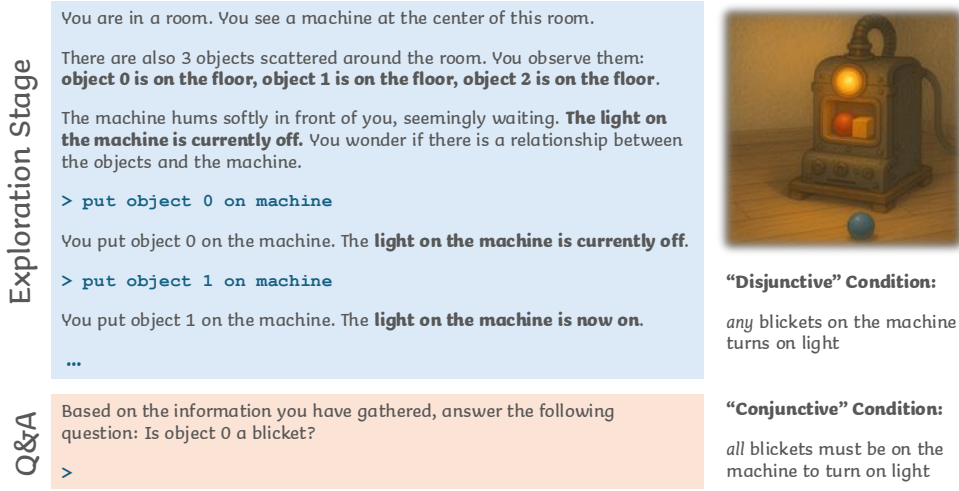 Exploration Stage
You are in a room. You see a machine at the center of this room.
There are also 3 objects scattered around the room. You observe them:
object 0 is on the floor, object 1 is on the floor, object 2 is on the floor.
The machine hums softly in front of you, seemingly waiting. The light on
the machine is currently off. You wonder if there is a relationship between
the objects and the machine.
> put object 0 on machine
You put object 0 on the machine. The light on the machine is currently off.
> put object 1 on machine
You put object 1 on the machine. The light on the machine is now on.
...
Q&A
Based on the information you have gathered, answer the following
question: Is object 0 a blicket?
>
“Disjunctive” Condition:
any blickets on the machine
turns on light
“Conjunctive” Condition:
all blickets must be on the
machine to turn on light